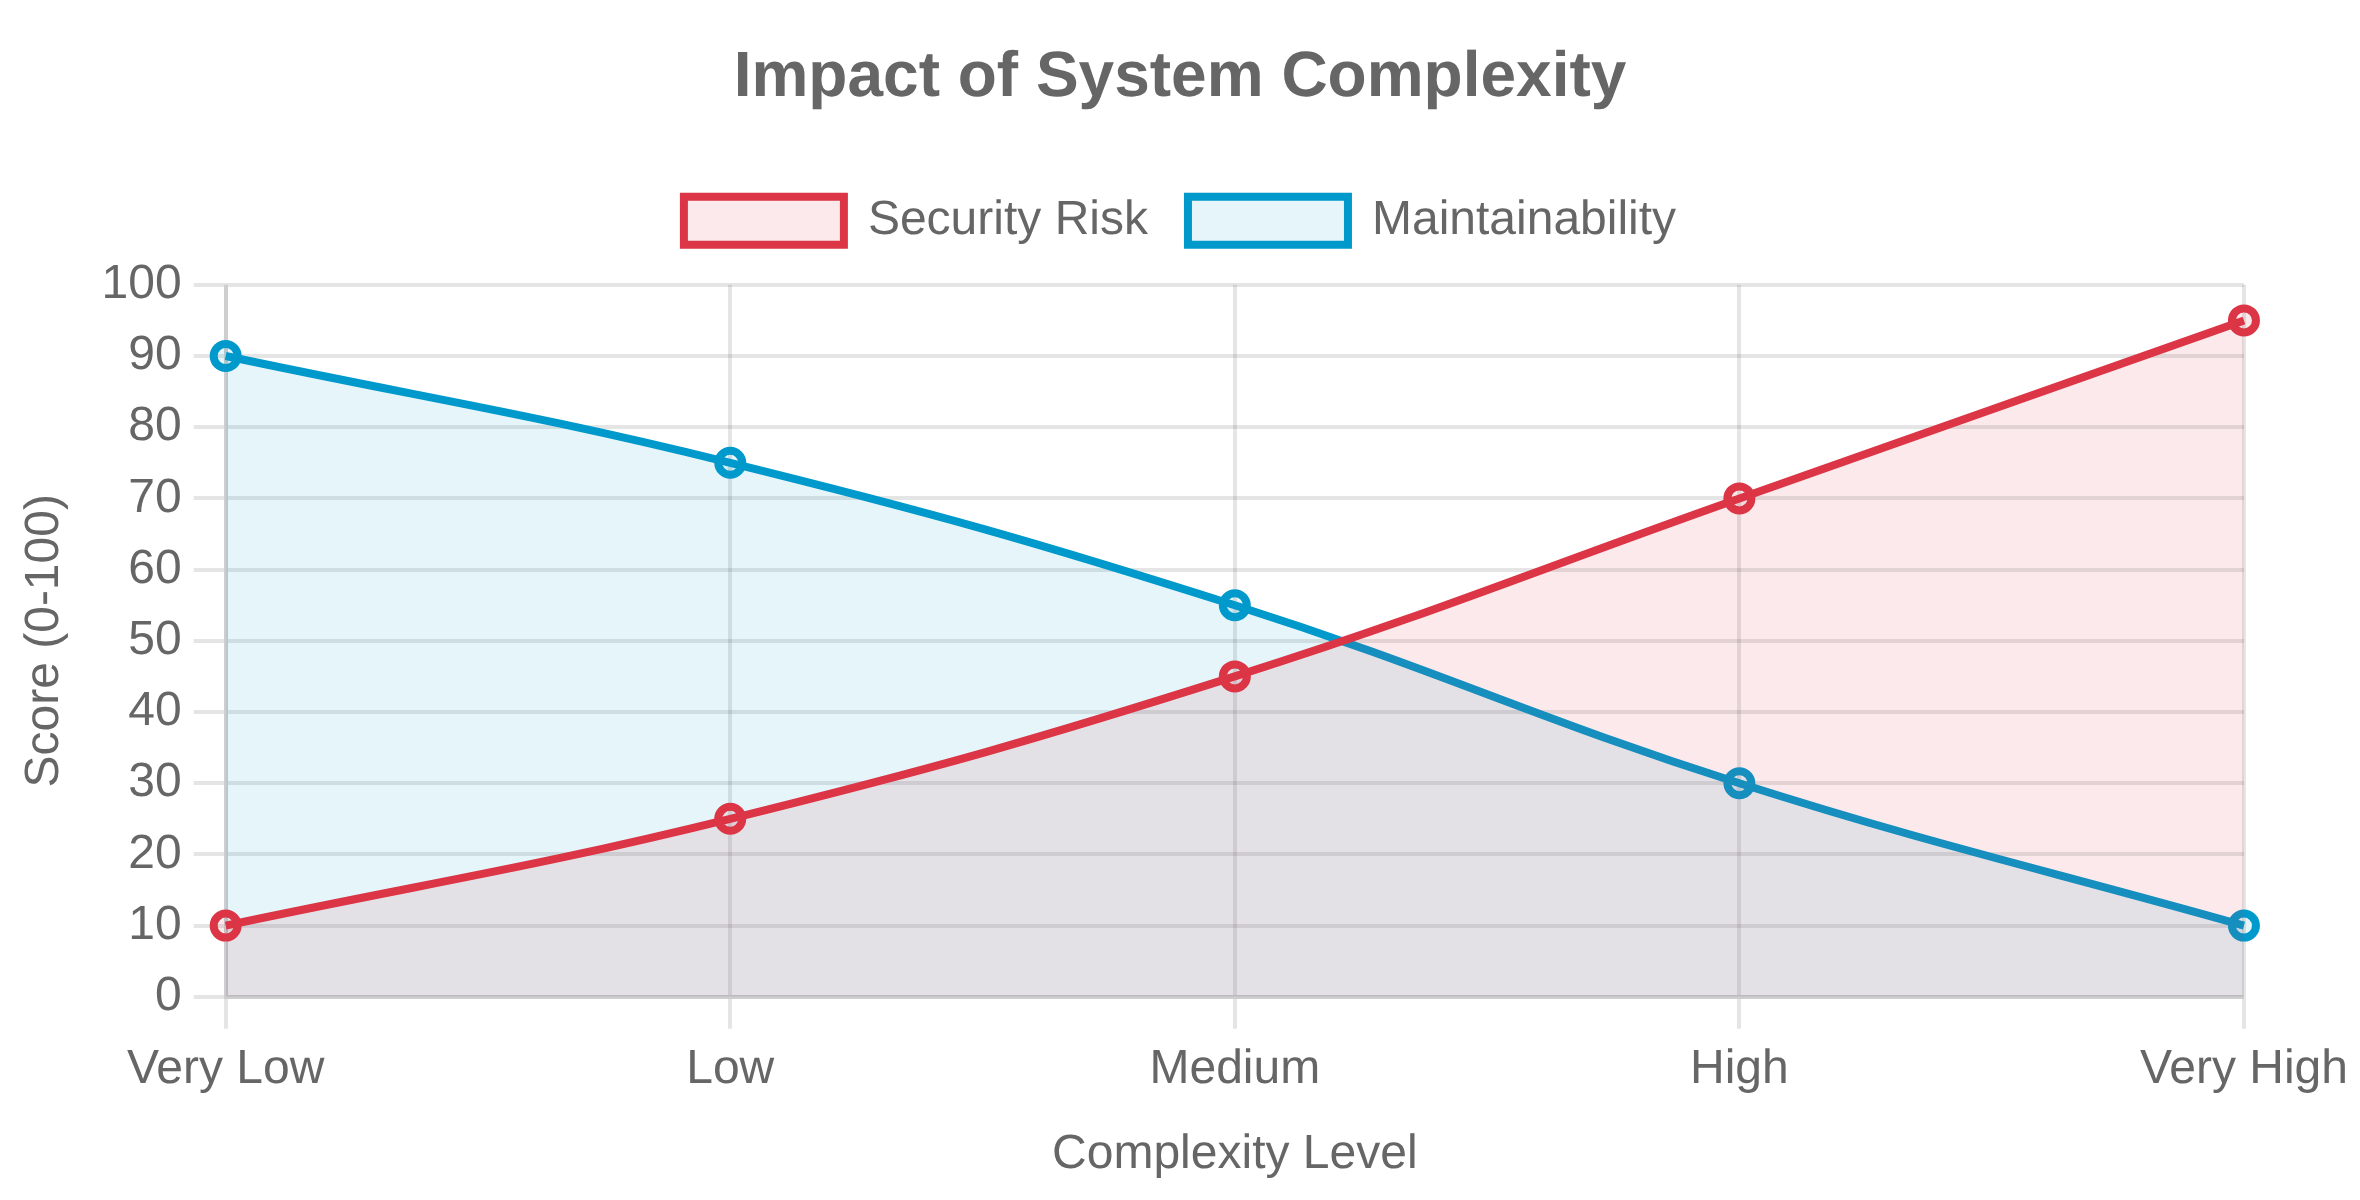 Impact of System Complexity
Security Risk
Maintainability
100
90
80
70
60
50
40
30
20
10
0
Score (0-100)
Very Low
Low
Medium
High
Very High
Complexity Level